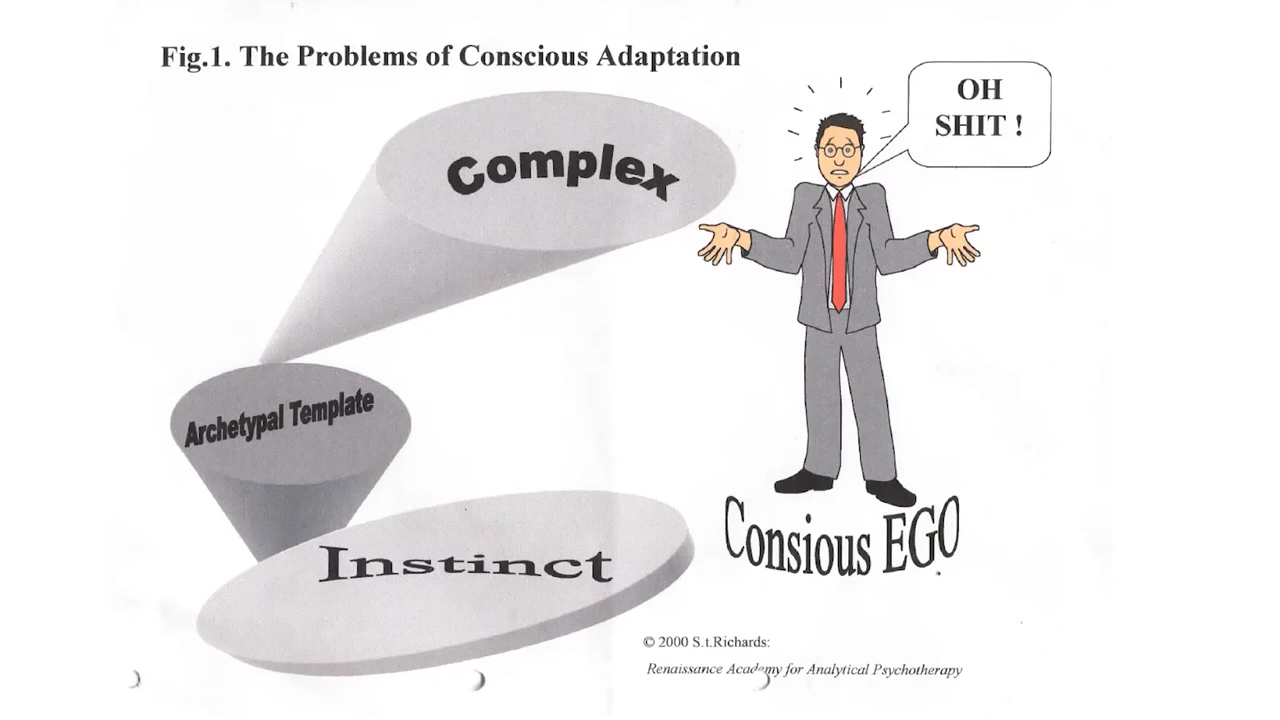 Fig.1. The Problems of Conscious Adaptation
OH
SHIT !
Complex
Archetypal Template
Instinct
Consious EGO
© 2000 S.t.Richards:
Renaissance Academy for Analytical Psychotherapy